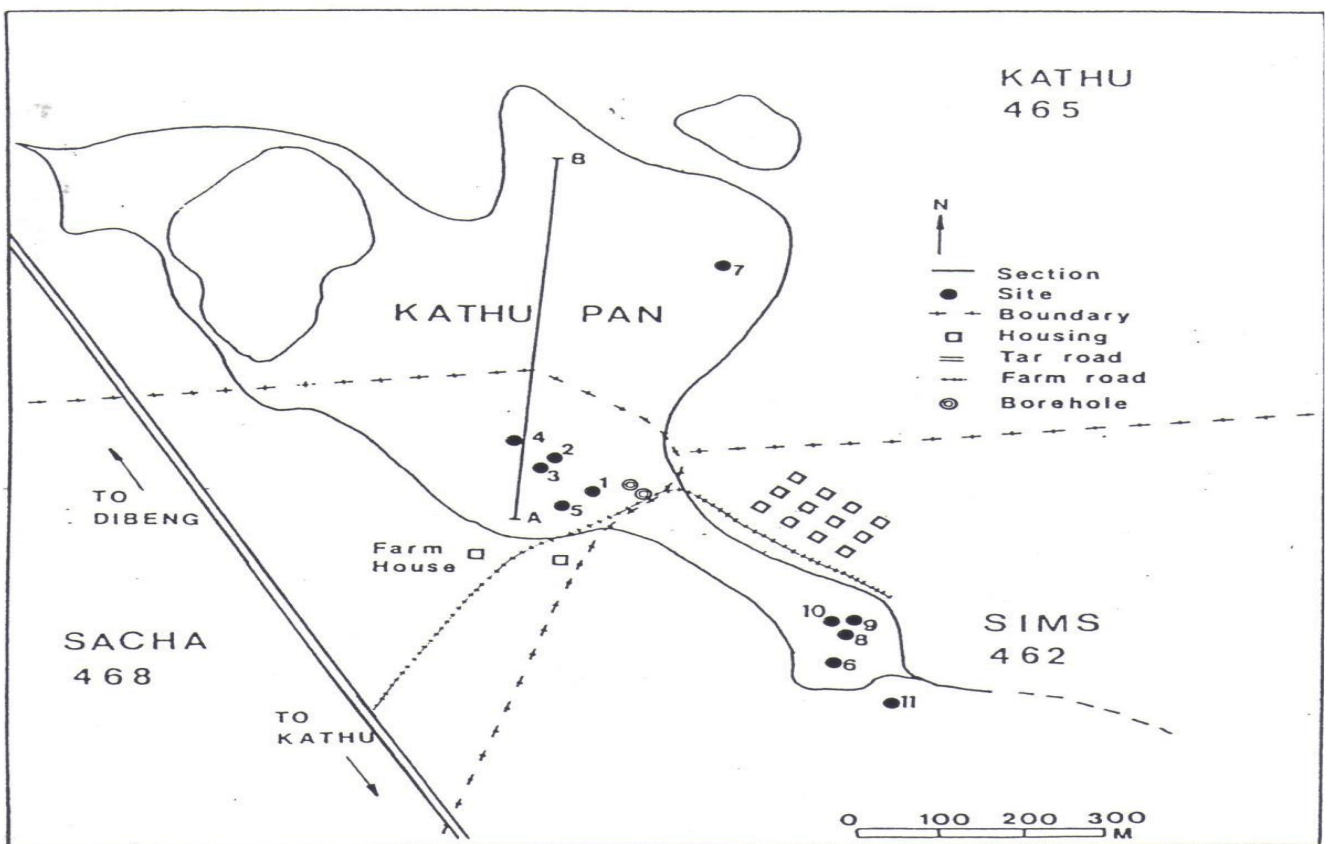 KATHU
465
B
N
7
Section
Site
Boundary
Housing
Tar road
Farm road
Borehole
KATHU PAN
4
2
3
1
5
A
TO
DIBENG
Farm
House
SACHA
468
10
9
8
6
11
SIMS
462
TO
KATHU
0 100 200 300
M